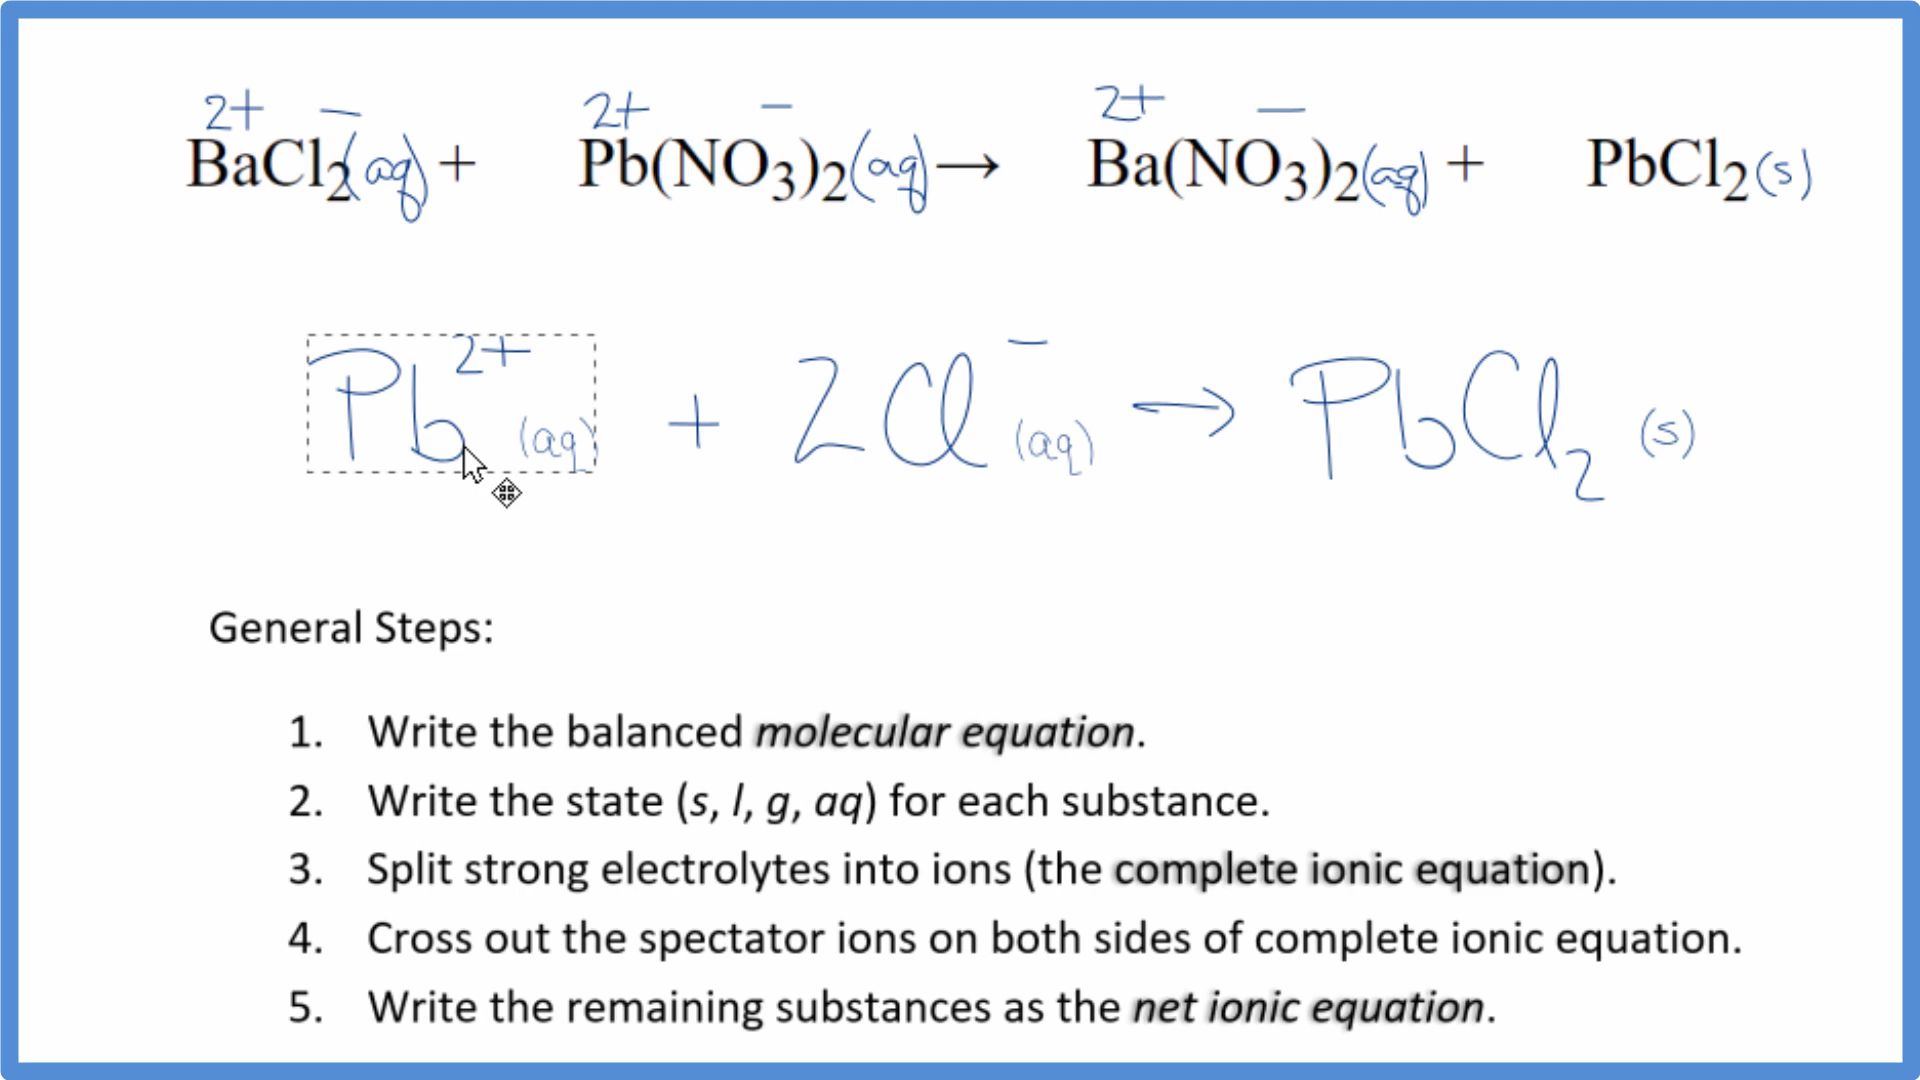 2+ − 2+ − 2+ −
BaCl₂(aq) + Pb(NO₃)₂(aq) → Ba(NO₃)₂(aq) + PbCl₂(s)
Pb²⁺(aq) + 2Cl⁻(aq) → PbCl₂(s)
General Steps:
1. Write the balanced molecular equation.
2. Write the state (s, l, g, aq) for each substance.
3. Split strong electrolytes into ions (the complete ionic equation).
4. Cross out the spectator ions on both sides of complete ionic equation.
5. Write the remaining substances as the net ionic equation.